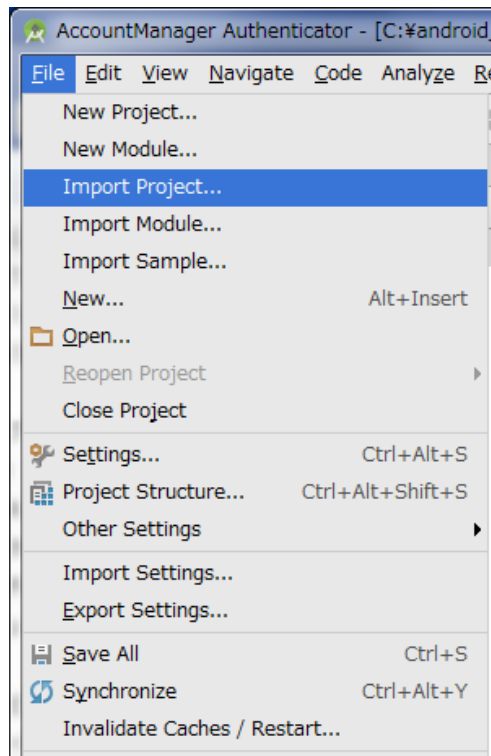 AccountManager Authenticator - [C:¥android_
File Edit View Navigate Code Analyze Re
New Project...
New Module...
Import Project...
Import Module...
Import Sample...
New... Alt+Insert
Open...
Reopen Project
Close Project
Settings... Ctrl+Alt+S
Project Structure... Ctrl+Alt+Shift+S
Other Settings
Import Settings...
Export Settings...
Save All Ctrl+S
Synchronize Ctrl+Alt+Y
Invalidate Caches / Restart...